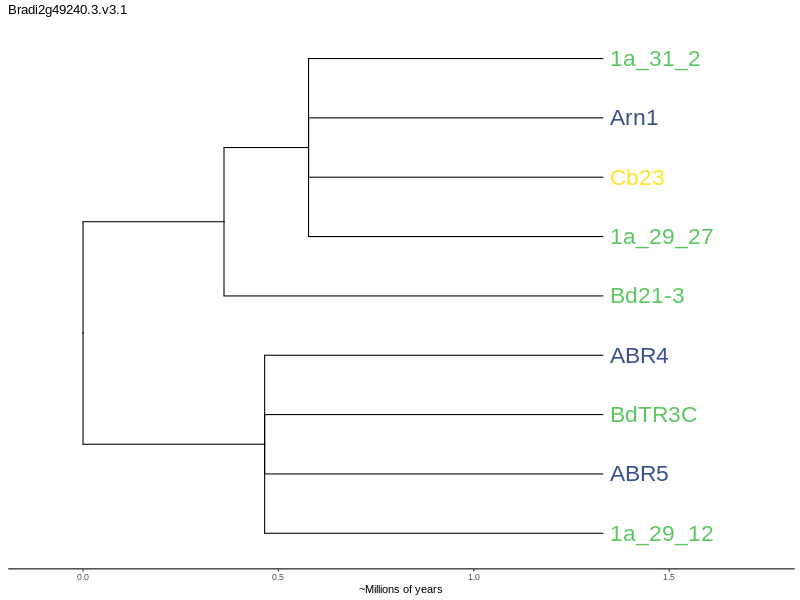 Bradi2g49240.3.v3.1
1a_31_2
Arn1
Cb23
1a_29_27
Bd21-3
ABR4
BdTR3C
ABR5
1a_29_12
0.0 0.5 1.0 1.5
~Millions of years